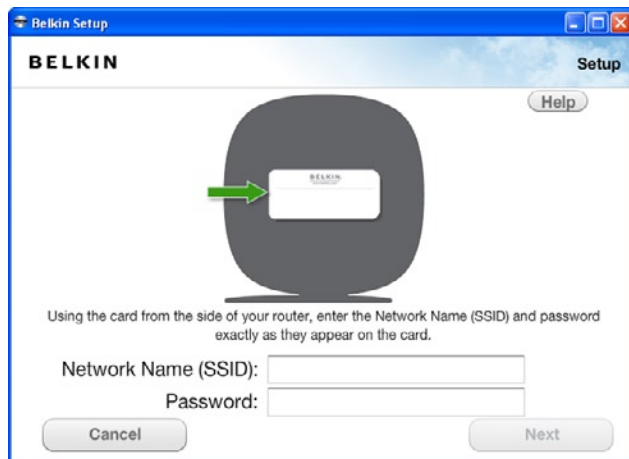 Belkin Setup
BELKIN
Setup
Help
BELKIN
Using the card from the side of your router, enter the Network Name (SSID) and password
exactly as they appear on the card.
Network Name (SSID):
Password:
Cancel
Next